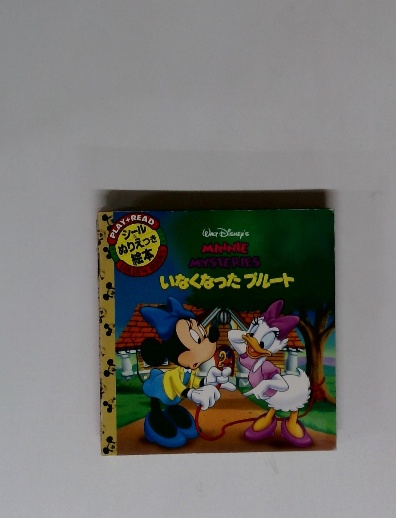 PLAY+READ
シール
ぬりえつき
絵本
WALT DISNEY'S
MINNIE
MYSTERIES
いなくなった プルート